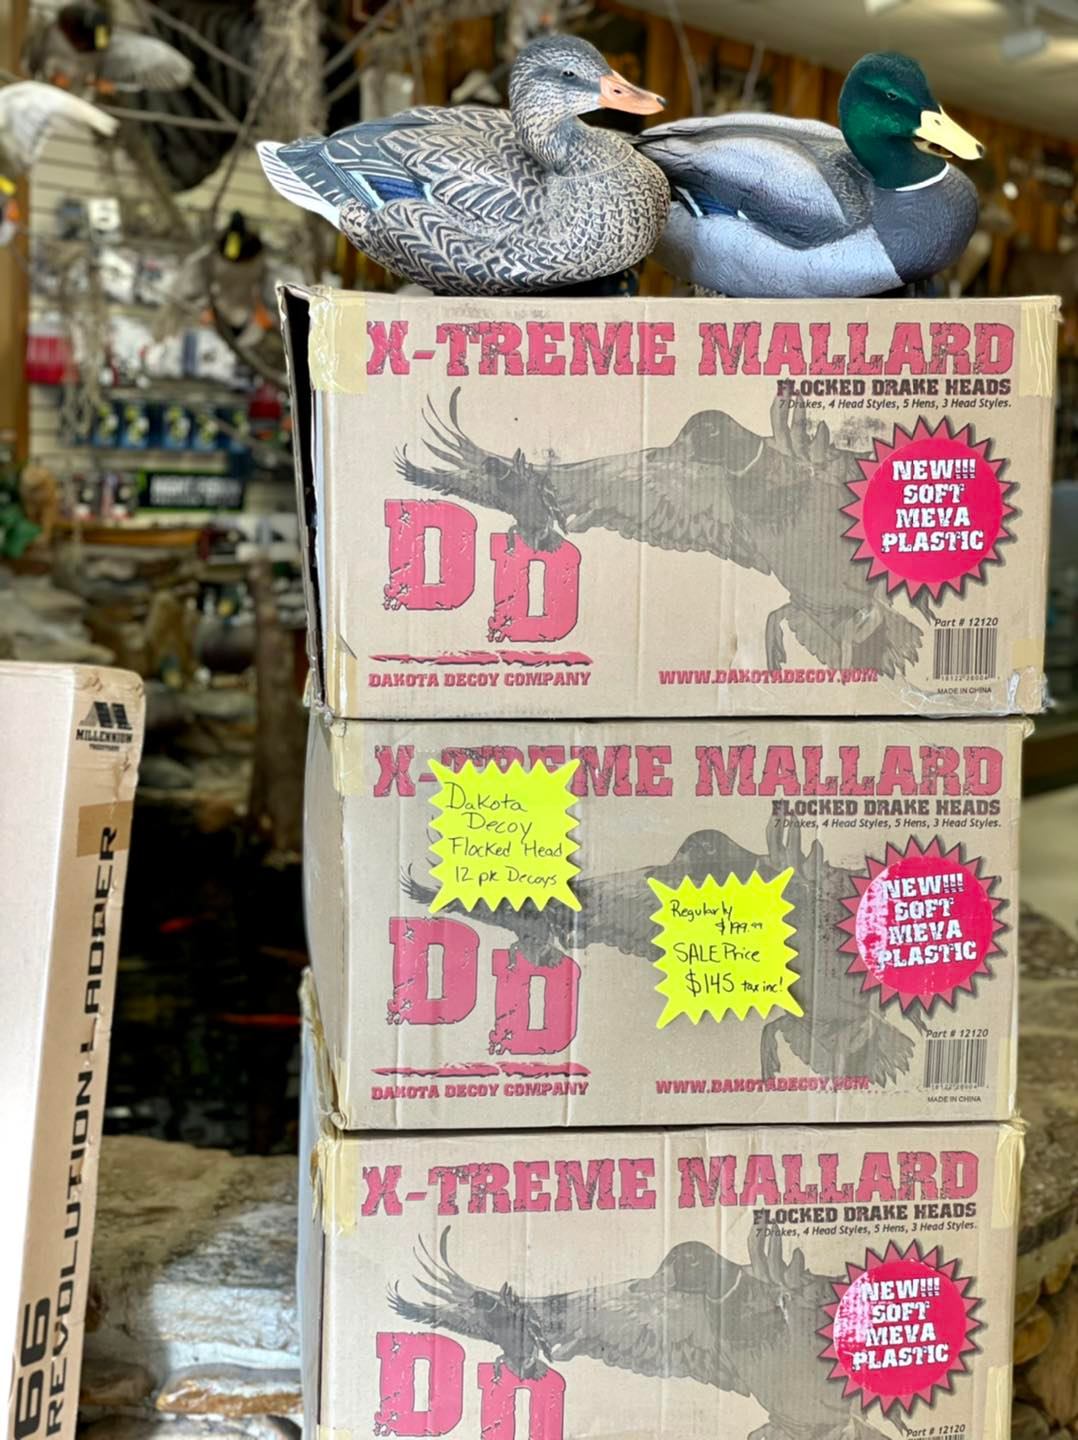 X-TREME MALLARD
FLOCKED DRAKE HEADS
7 Drakes, 4 Head Styles, 5 Hens, 3 Head Styles.
NEW!!!
SOFT
MEVA
PLASTIC
DD
DAKOTA DECOY COMPANY
WWW.DAKOTADECOY.COM
Part # 12120
MADE IN CHINA
MILLENNIUM
REVOLUTION LADDER
66
X-TREME MALLARD
FLOCKED DRAKE HEADS
7 Drakes, 4 Head Styles, 5 Hens, 3 Head Styles.
Dakota
Decoy
Flocked Head
12 pk Decoys
Regularly
$199.99
SALE Price
$145 tax inc!
NEW!!!
SOFT
MEVA
PLASTIC
DD
DAKOTA DECOY COMPANY
WWW.DAKOTADECOY.COM
Part # 12120
MADE IN CHINA
X-TREME MALLARD
FLOCKED DRAKE HEADS
7 Drakes, 4 Head Styles, 5 Hens, 3 Head Styles.
NEW!!!
SOFT
MEVA
PLASTIC
DD
Part # 12120